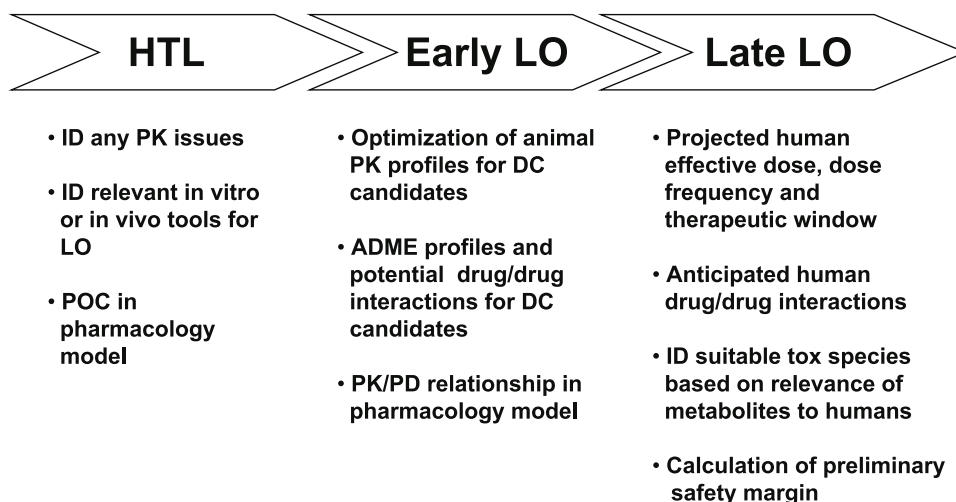 HTL
Early LO
Late LO
• ID any PK issues
• ID relevant in vitro
or in vivo tools for
LO
• POC in
pharmacology
model
• Optimization of animal
PK profiles for DC
candidates
• ADME profiles and
potential drug/drug
interactions for DC
candidates
• PK/PD relationship in
pharmacology model
• Projected human
effective dose, dose
frequency and
therapeutic window
• Anticipated human
drug/drug interactions
• ID suitable tox species
based on relevance of
metabolites to humans
• Calculation of preliminary
safety margin